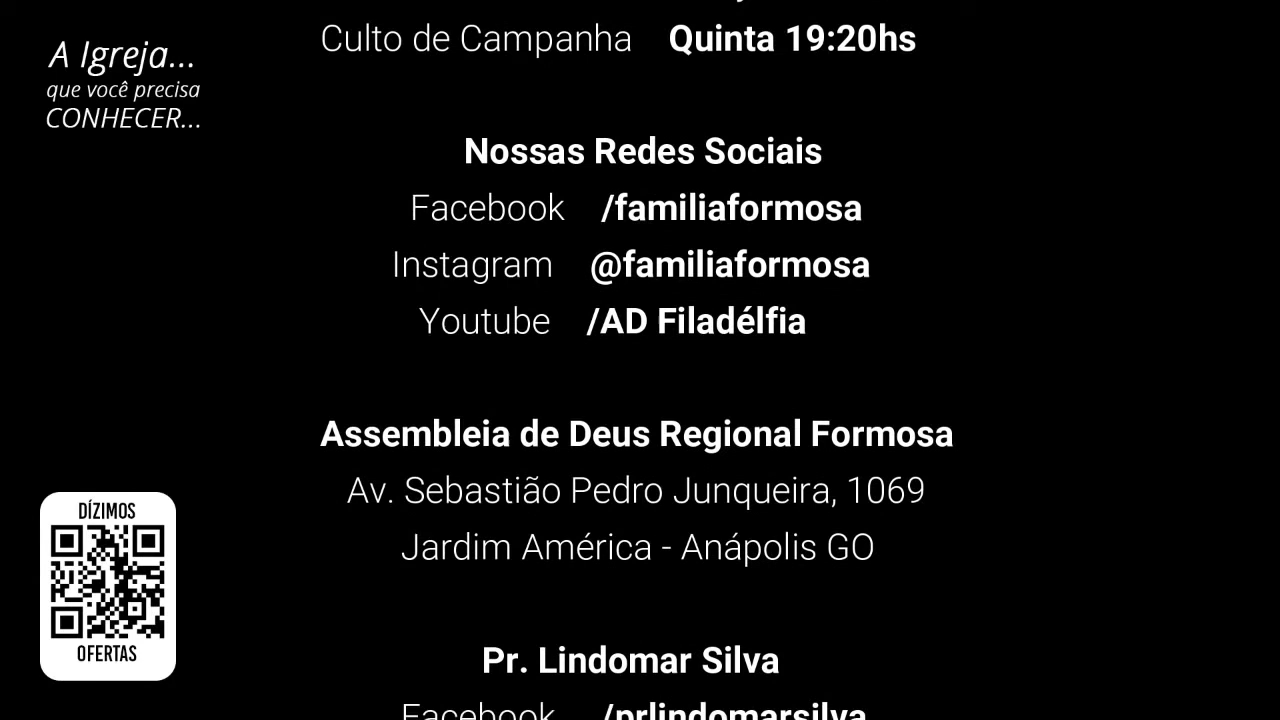 A Igreja...
que você precisa
CONHECER...
Culto de Campanha Quinta 19:20hs
Nossas Redes Sociais
Facebook /familiaformosa
Instagram @familiaformosa
Youtube /AD Filadélfia
Assembleia de Deus Regional Formosa
Av. Sebastião Pedro Junqueira, 1069
Jardim América - Anápolis GO
Pr. Lindomar Silva
Facebook /prlindomarsilva
DÍZIMOS
OFERTAS